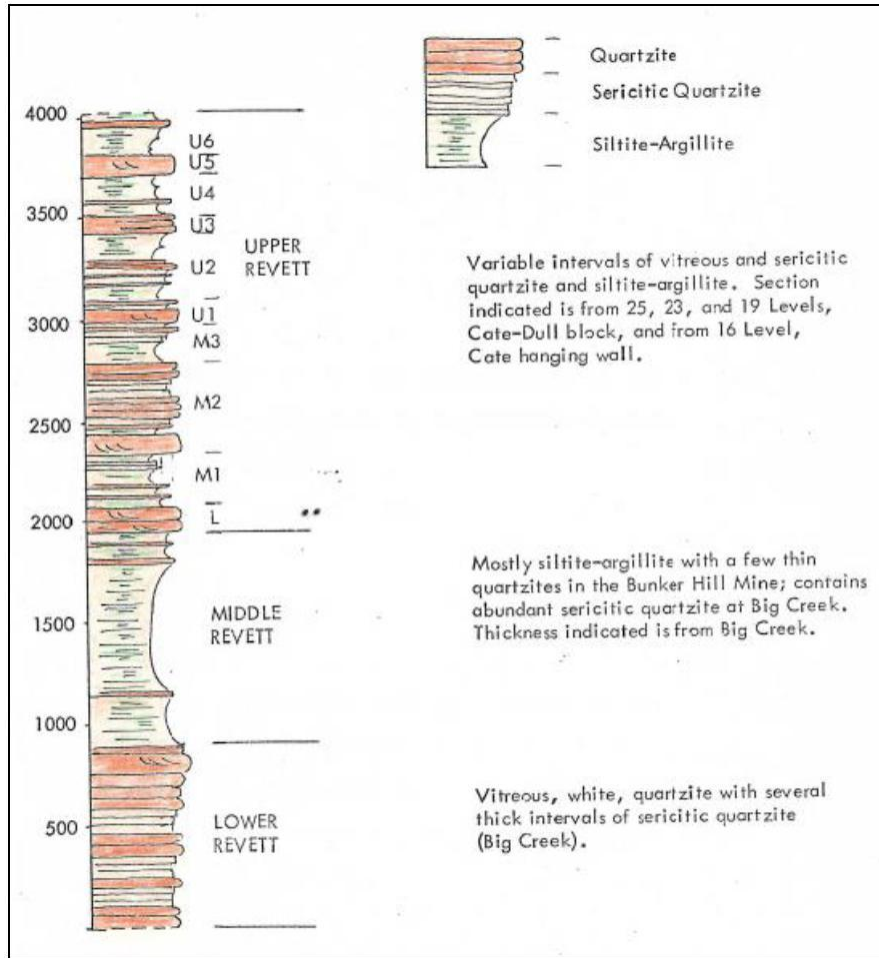 Quartzite
Sericitic Quartzite
Siltite-Argillite
4000
3500
3000
2500
2000
1500
1000
500
U6
U5
U4
U3
U2
U1
M3
M2
M1
L
UPPER
REVETT
Variable intervals of vitreous and sericitic
quartzite and siltite-argillite. Section
indicated is from 25, 23, and 19 Levels,
Cate-Dull block, and from 16 Level,
Cate hanging wall.
MIDDLE
REVETT
Mostly siltite-argillite with a few thin
quartzites in the Bunker Hill Mine; contains
abundant sericitic quartzite at Big Creek.
Thickness indicated is from Big Creek.
LOWER
REVETT
Vitreous, white, quartzite with several
thick intervals of sericitic quartzite
(Big Creek).